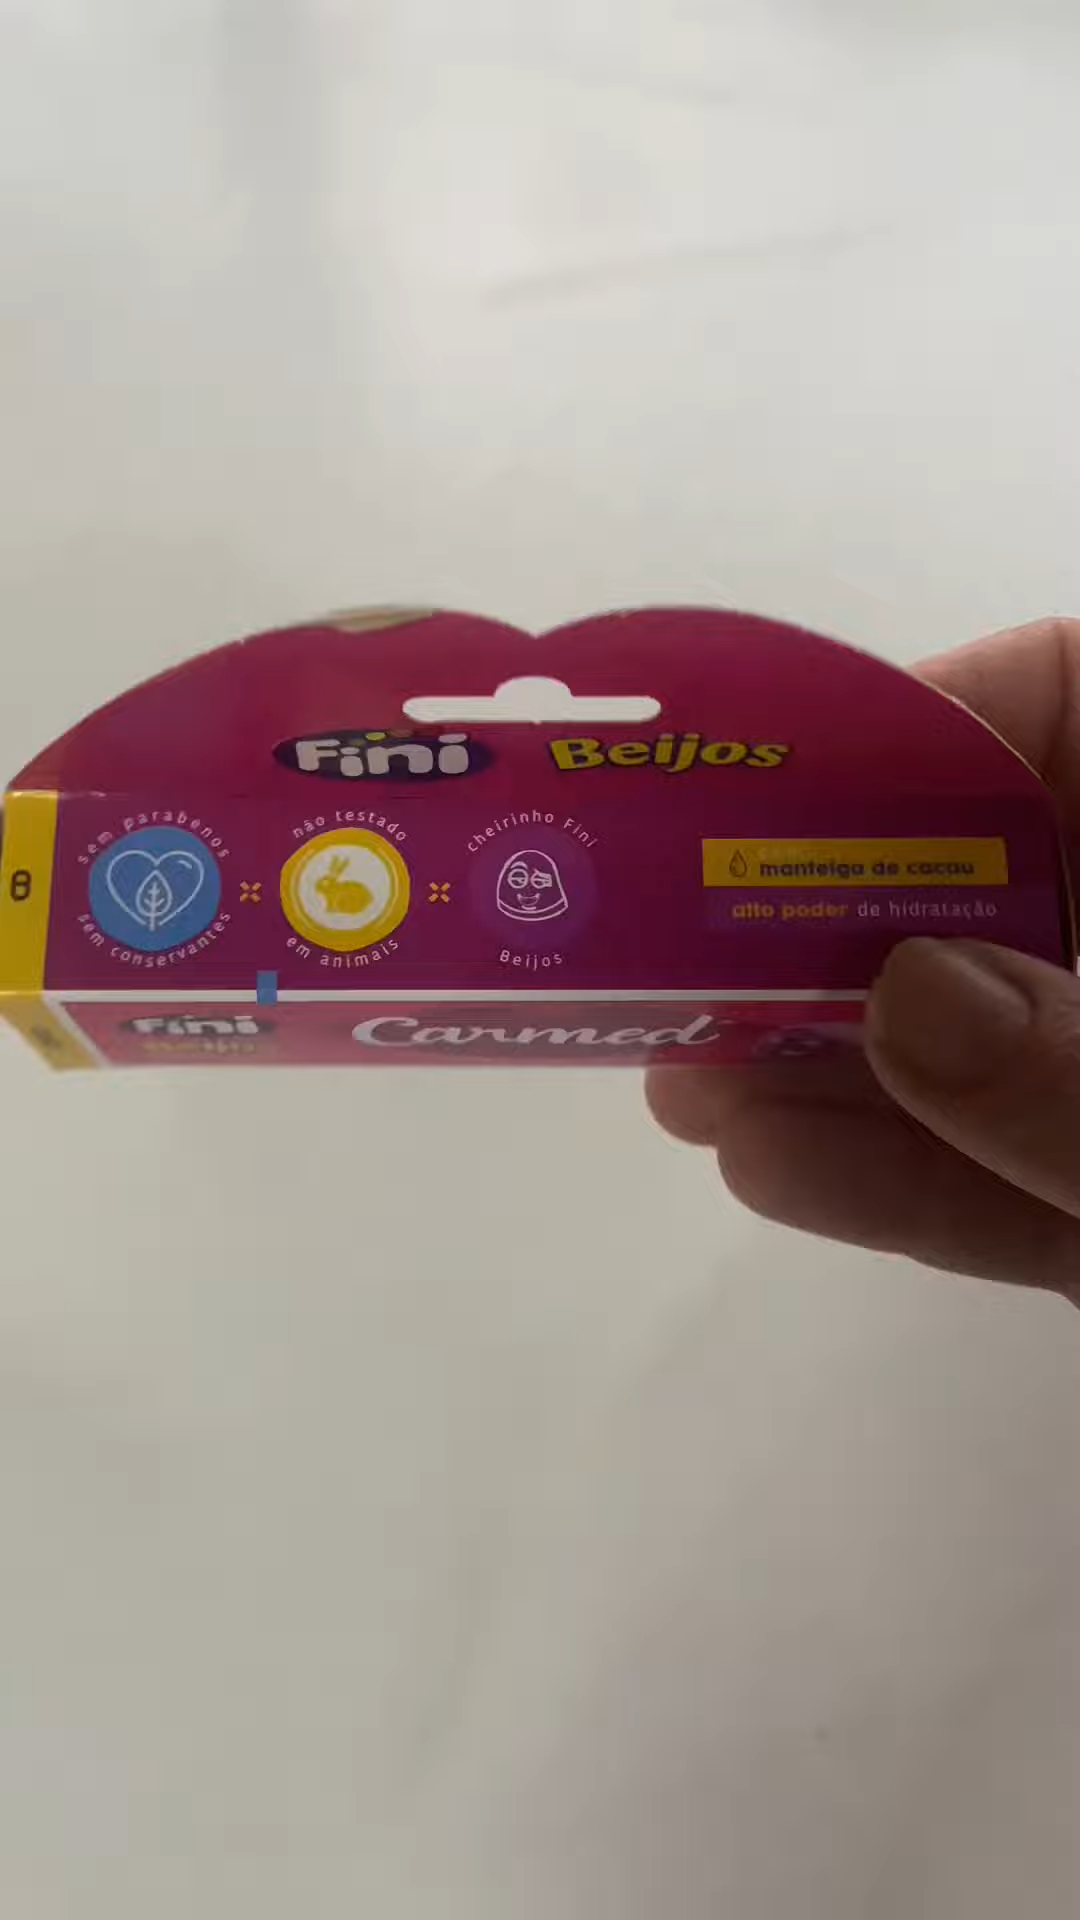 Fini Beijos
sem parabenos
sem conservantes
não testado
em animais
cheirinho Fini
Beijos
manteiga de cacau
alto poder de hidratação
8
Fini
Carmed